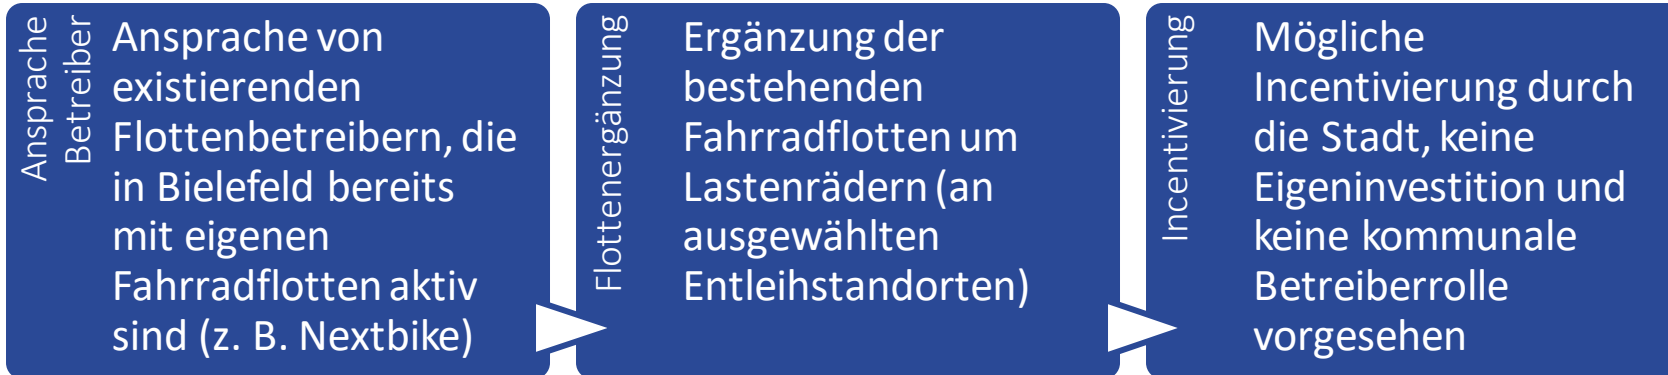 Ansprache
Betreiber
Ansprache von
existierenden
Flottenbetreibern, die
in Bielefeld bereits
mit eigenen
Fahrradflotten aktiv
sind (z. B. Nextbike)
Flottenergänzung
Ergänzung der
bestehenden
Fahrradflotten um
Lastenrädern (an
ausgewählten
Entleihstandorten)
Incentivierung
Mögliche
Incentivierung durch
die Stadt, keine
Eigeninvestition und
keine kommunale
Betreiberrolle
vorgesehen